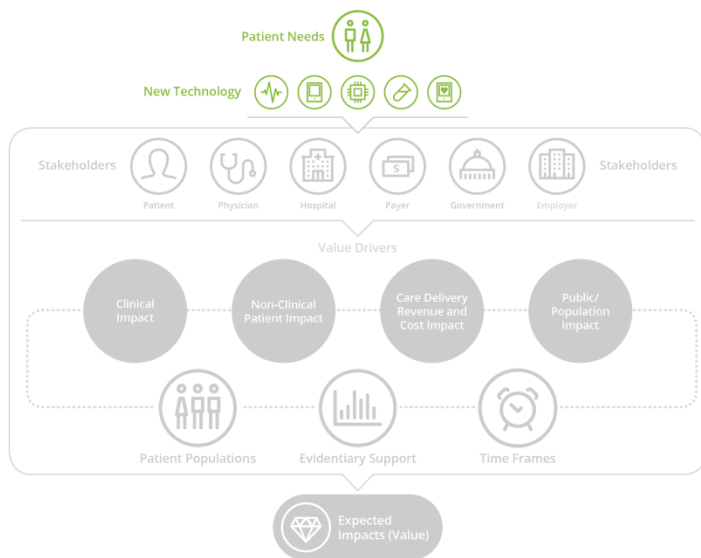 Patient Needs
New Technology
Stakeholders
Stakeholders
$
Patient
Physician
Hospital
Payer
Government
Employer
Value Drivers
Clinical
Impact
Non-Clinical
Patient Impact
Care Delivery
Revenue and
Cost Impact
Public/
Population
Impact
Patient Populations
Evidentiary Support
Time Frames
Expected
Impacts (Value)